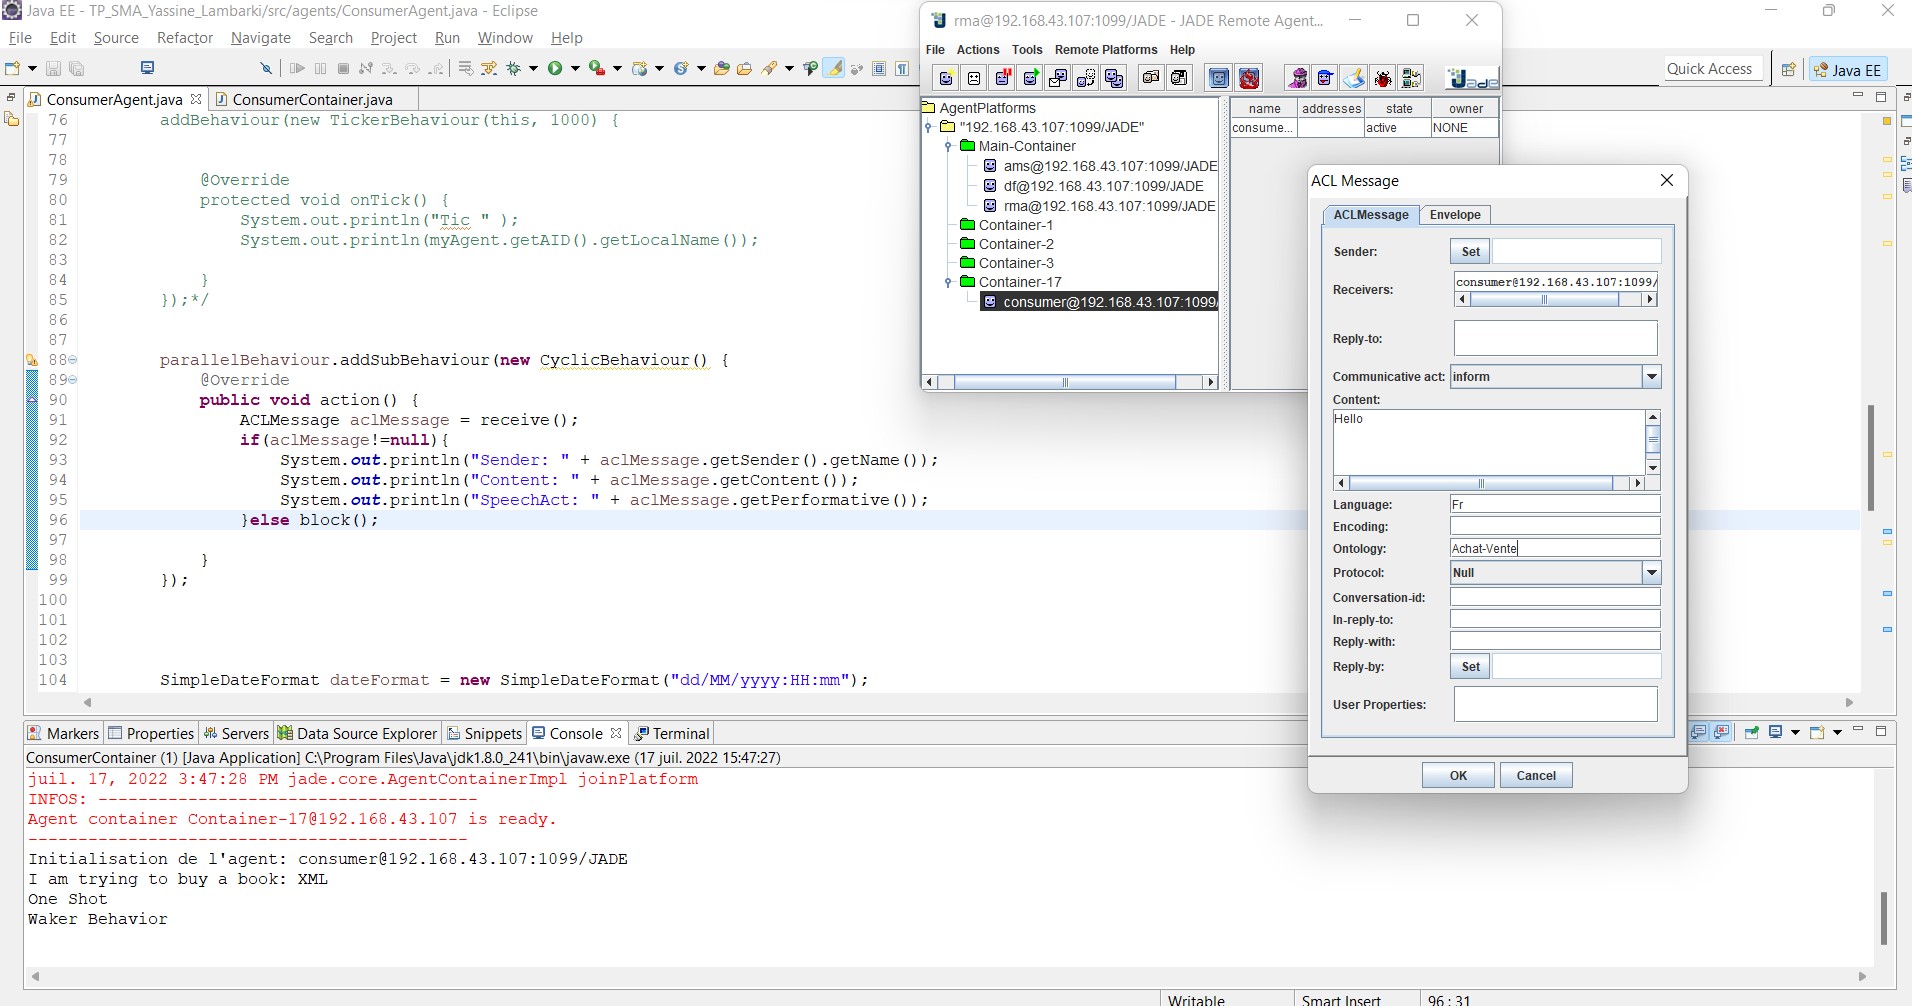 Java EE - TP_SMA_Yassine_Lambarki/src/agents/ConsumerAgent.java - Eclipse
File Edit Source Refactor Navigate Search Project Run Window Help
Quick Access
Java EE
ConsumerAgent.java
ConsumerContainer.java
76 addBehaviour(new TickerBehaviour(this, 1000) {
77
78
79 @Override
80 protected void onTick() {
81 System.out.println("Tic " );
82 System.out.println(myAgent.getAID().getLocalName());
83
84 }
85 });*/
86
87
88 parallelBehaviour.addSubBehaviour(new CyclicBehaviour() {
89 @Override
90 public void action() {
91 ACLMessage aclMessage = receive();
92 if(aclMessage!=null){
93 System.out.println("Sender: " + aclMessage.getSender().getName());
94 System.out.println("Content: " + aclMessage.getContent());
95 System.out.println("SpeechAct: " + aclMessage.getPerformative());
96 }else block();
97
98 }
99 });
100
101
102
103
104 SimpleDateFormat dateFormat = new SimpleDateFormat("dd/MM/yyyy:HH:mm");
rma@192.168.43.107:1099/JADE - JADE Remote Agent...
File Actions Tools Remote Platforms Help
Jade
AgentPlatforms
"192.168.43.107:1099/JADE"
Main-Container
ams@192.168.43.107:1099/JADE
df@192.168.43.107:1099/JADE
rma@192.168.43.107:1099/JADE
Container-1
Container-2
Container-3
Container-17
consumer@192.168.43.107:1099/
name addresses state owner
consume... active NONE
ACL Message
ACLMessage Envelope
Sender: Set
Receivers: consumer@192.168.43.107:1099/
Reply-to:
Communicative act: inform
Content:
Hello
Language: Fr
Encoding:
Ontology: Achat-Vente
Protocol: Null
Conversation-id:
In-reply-to:
Reply-with:
Reply-by: Set
User Properties:
OK Cancel
Markers Properties Servers Data Source Explorer Snippets Console Terminal
ConsumerContainer (1) [Java Application] C:\Program Files\Java\jdk1.8.0_241\bin\javaw.exe (17 juil. 2022 15:47:27)
juil. 17, 2022 3:47:28 PM jade.core.AgentContainerImpl joinPlatform
INFOS: --------------------------------------
Agent container Container-17@192.168.43.107 is ready.
--------------------------------------------
Initialisation de l'agent: consumer@192.168.43.107:1099/JADE
I am trying to buy a book: XML
One Shot
Waker Behavior
Writable Smart Insert 96 : 31